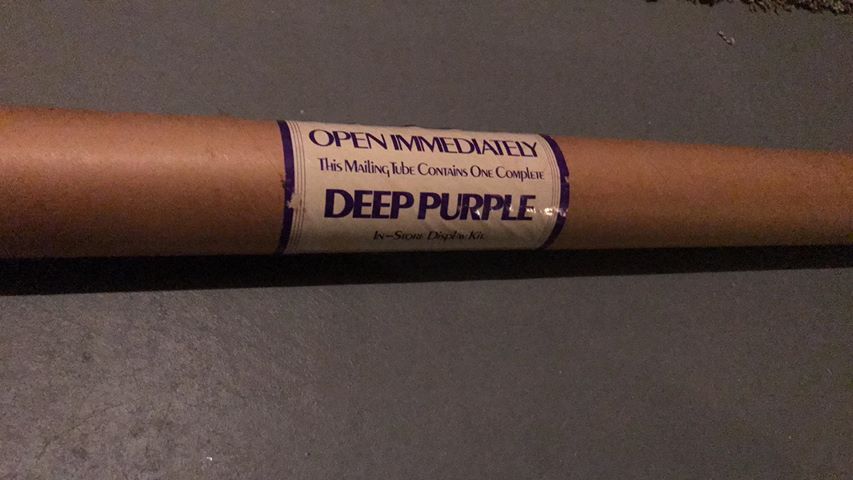 OPEN IMMEDIATELY
This Mailing Tube Contains One Complete
DEEP PURPLE
In-Store Display Kit.